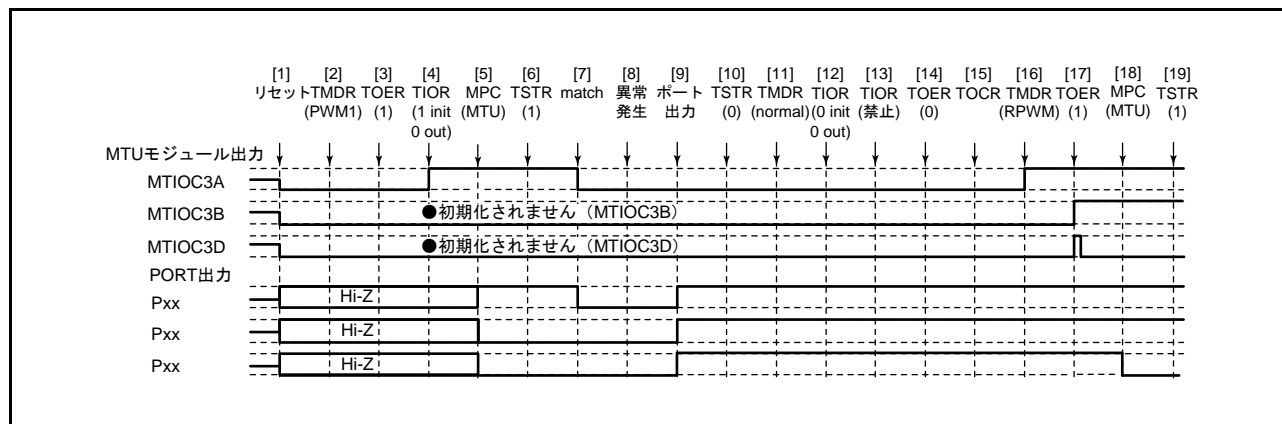 [1] [2] [3] [4] [5] [6] [7] [8] [9] [10] [11] [12] [13] [14] [15] [16] [17] [18] [19]
リセット TMDR TOER TIOR MPC TSTR match 異常 ポート TSTR TMDR TIOR TIOR TOER TOCR TMDR TOER MPC TSTR
(PWM1) (1) (1 init (MTU) (1) 発生 出力 (0) (normal) (0 init (禁止) (0) (RPWM) (1) (MTU) (1)
0 out) 0 out)
MTUモジュール出力
MTIOC3A
MTIOC3B ●初期化されません（MTIOC3B）
MTIOC3D ●初期化されません（MTIOC3D）
PORT出力
Pxx Hi-Z
Pxx Hi-Z
Pxx Hi-Z